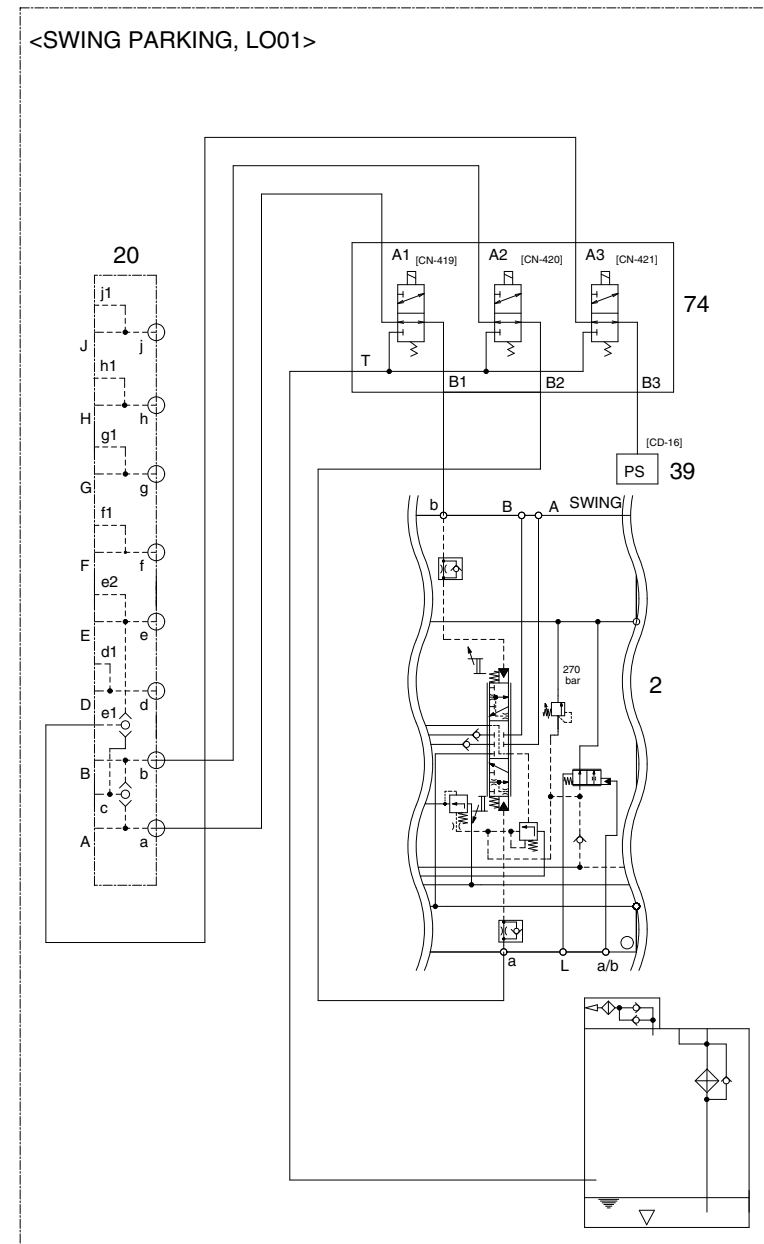 <SWING PARKING, LO01>
20
A1 [CN-419] A2 [CN-420] A3 [CN-421]
74
T
B1 B2 B3
[CD-16]
PS 39
j1
J j
h1
H h
g1
G g
f1
F f
e2
E e
d1
D d
e1
B b
c
A a
b B A SWING
270
bar
2
a L a/b